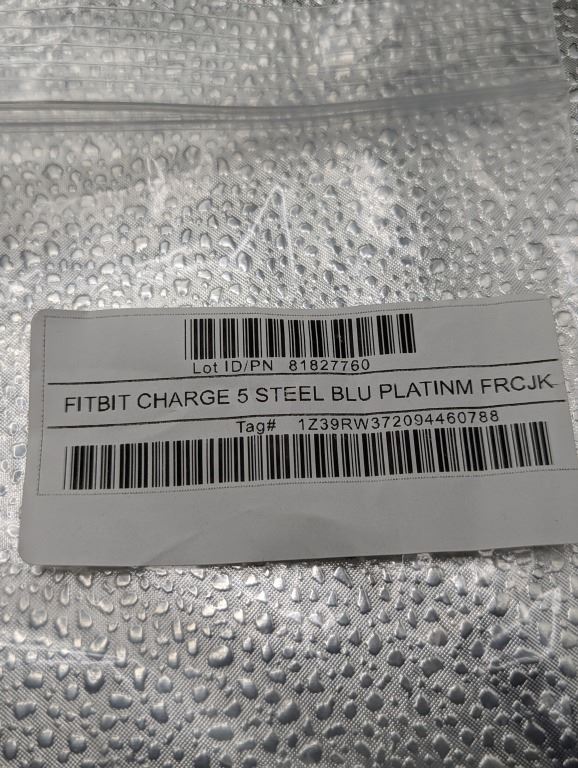 Lot ID/PN 81827760
FITBIT CHARGE 5 STEEL BLU PLATINM FRCJK-
Tag# 1Z39RW372094460788